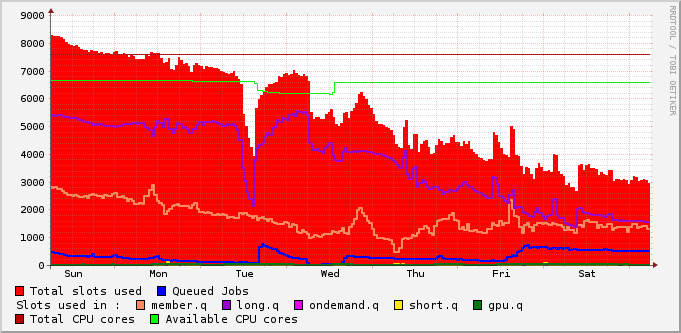 9000
8000
7000
6000
5000
4000
3000
2000
1000
0
Sun Mon Tue Wed Thu Fri Sat
Total slots used Queued Jobs
Slots used in : member.q long.q ondemand.q short.q gpu.q
Total CPU cores Available CPU cores
RRDTOOL / TOBI OETIKER